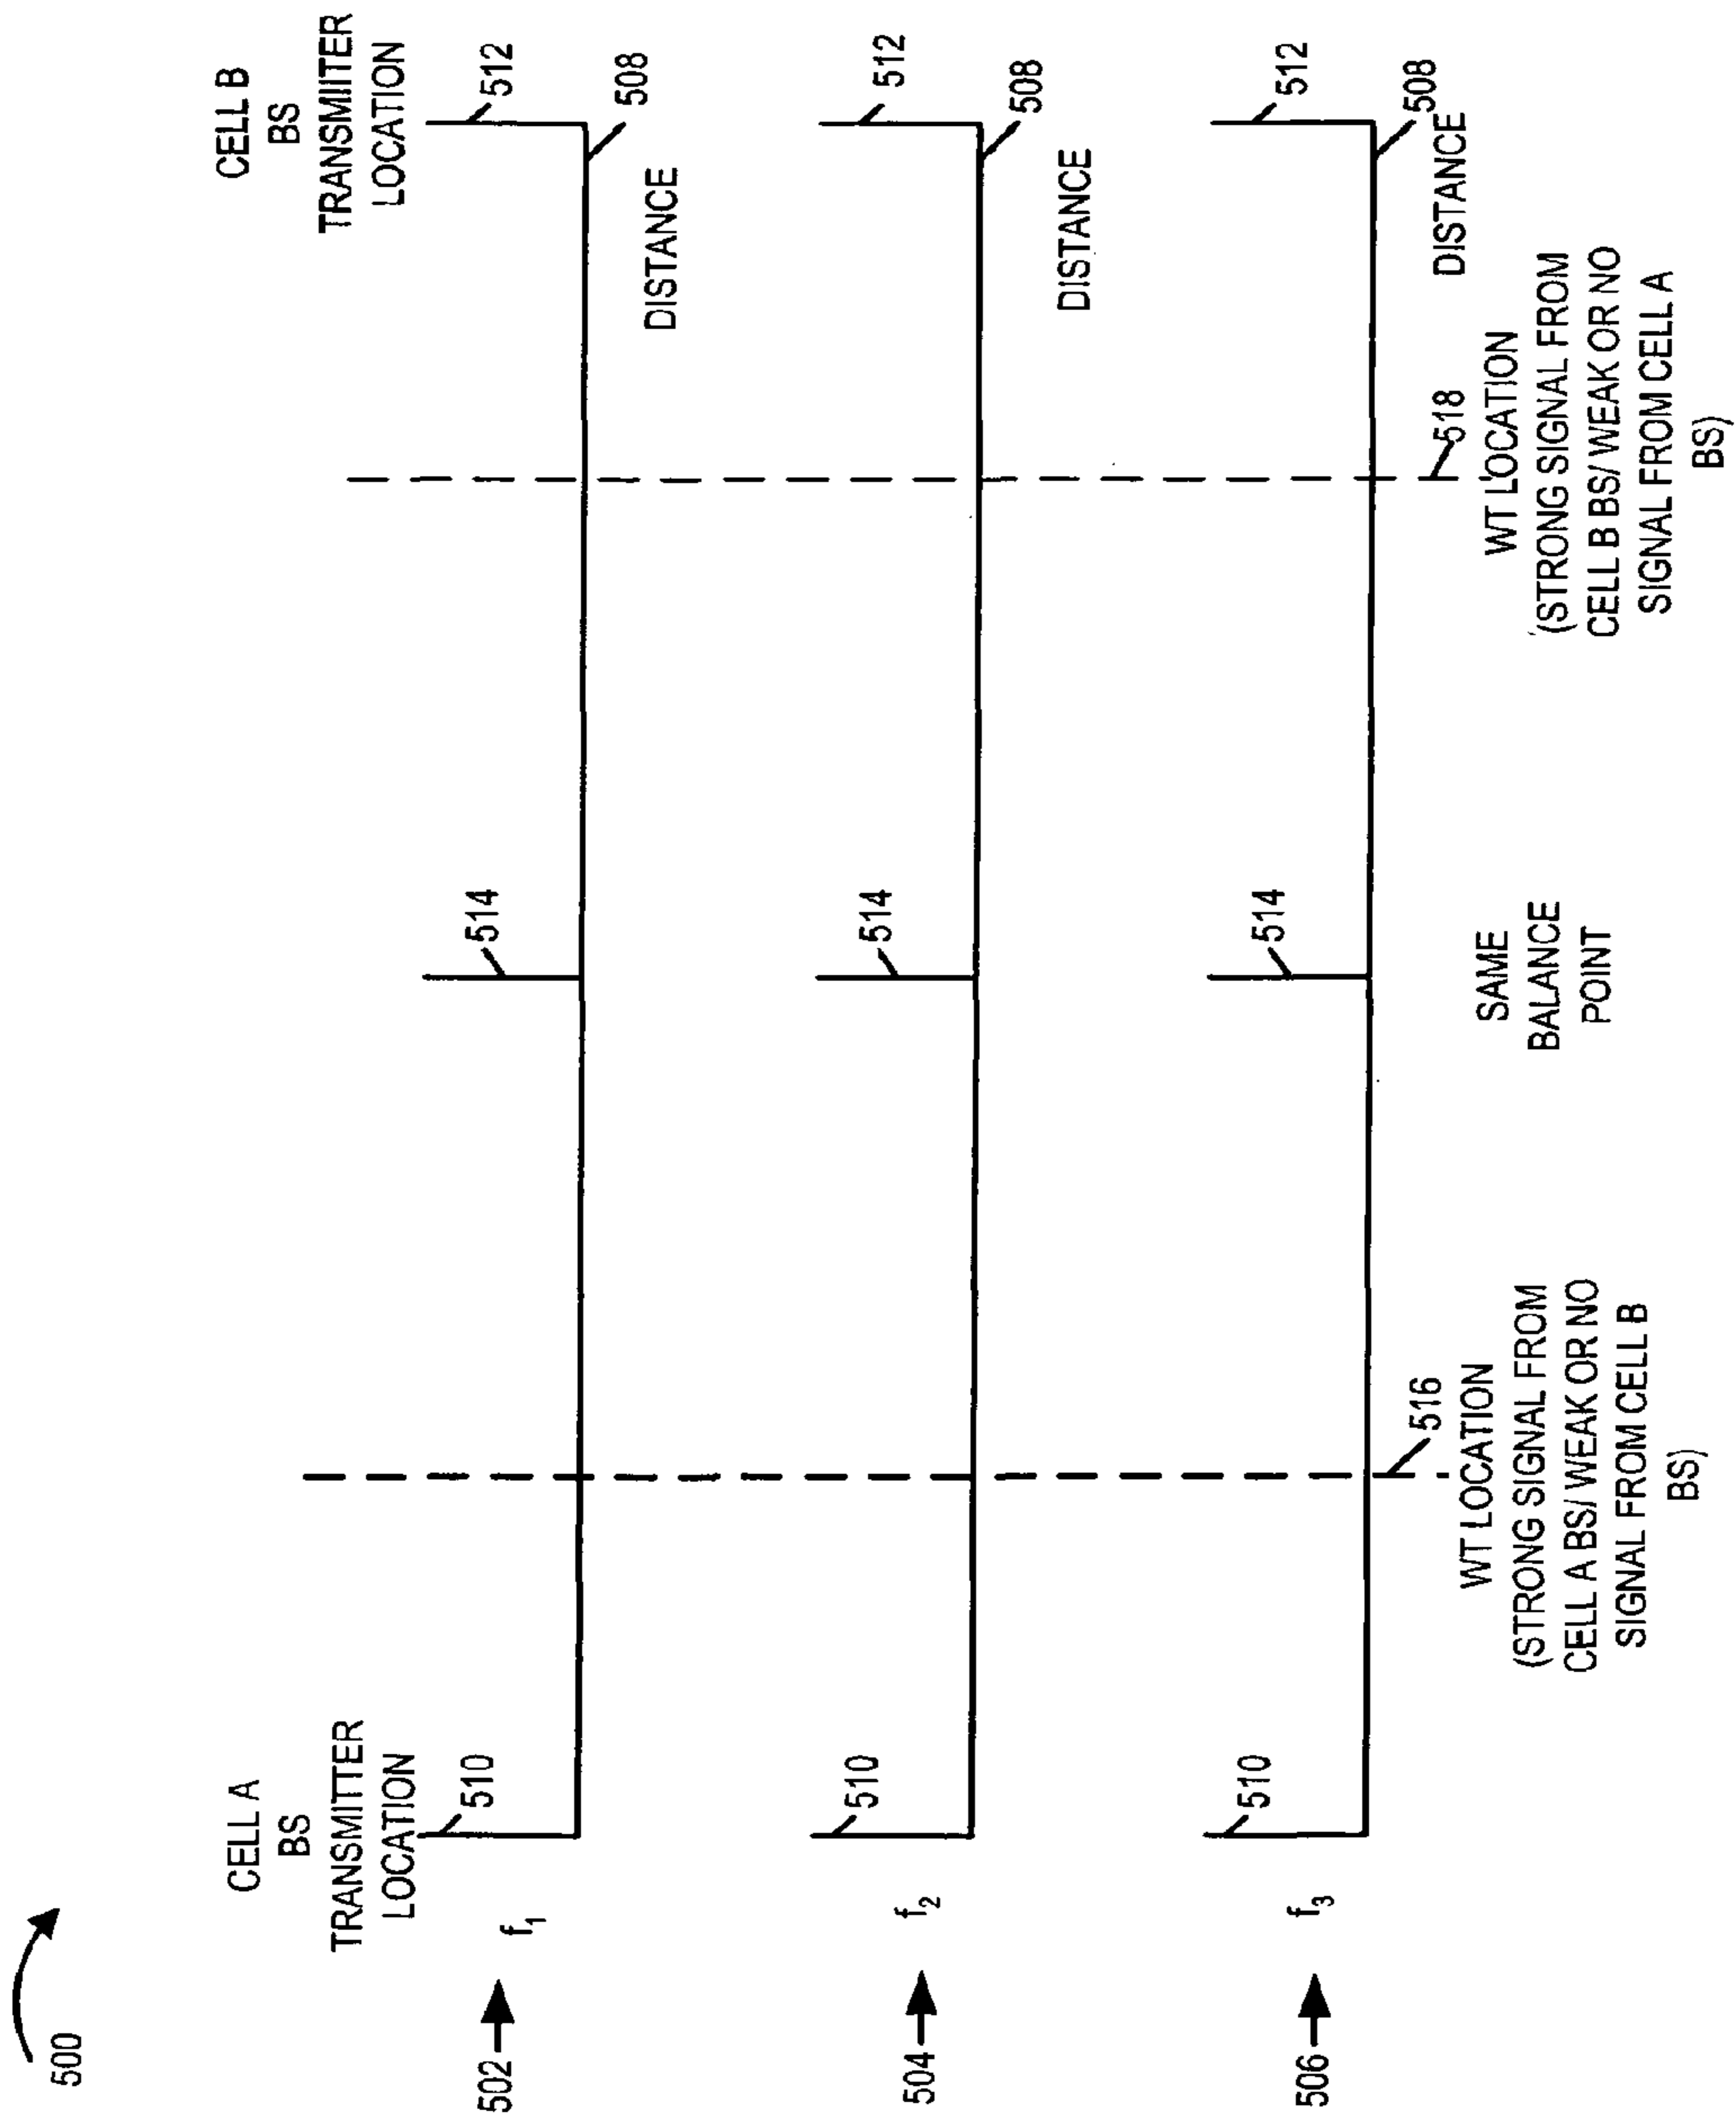 500
CELL A
BS
TRANSMITTER
LOCATION
CELL B
BS
TRANSMITER
LOCATION
502
f1
510
514
512
508
DISTANCE
504
f2
510
514
512
508
DISTANCE
506
f3
510
514
512
508
DISTANCE
516
WT LOCATION
(STRONG SIGNAL FROM
CELL A BS/WEAK OR NO
SIGNAL FROM CELL B
BS)
SAME
BALANCE
POINT
518
WT LOCATION
(STRONG SIGNAL FROM
CELL B BS/WEAK OR NO
SIGNAL FROM CELL A
BS)